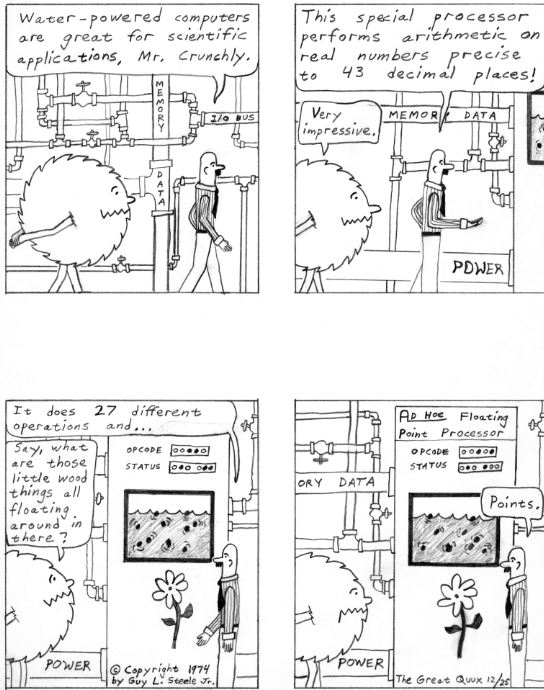 Water-powered computers
are great for scientific
applications, Mr. Crunchly.
MEMORY
DATA
I/O BUS
This special processor
performs arithmetic on
real numbers precise
to 43 decimal places!
Very
impressive.
MEMORY DATA
POWER
It does 27 different
operations and...
Say, what
are those
little wood
things all
floating
around in
there?
OPCODE
STATUS
POWER
© Copyright 1974
by Guy L. Steele Jr.
AD HOC Floating
Point Processor
OPCODE
STATUS
ORY DATA
Points.
POWER
The Great Quux 12/25